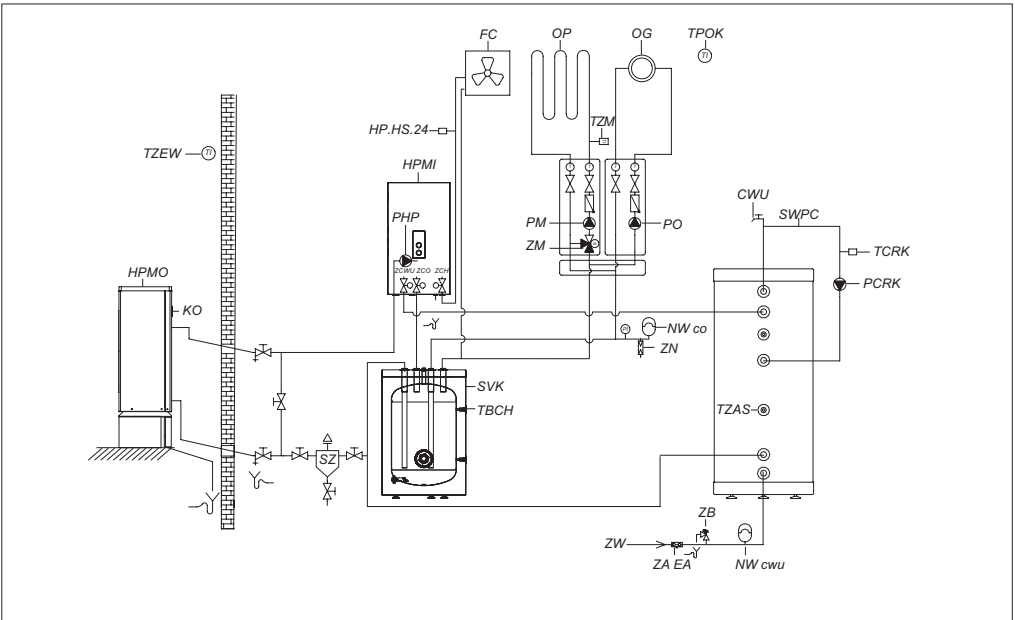 FC
OP
OG
TPOK
TI
TZM
HP.HS.24
TZEW
TI
HPMI
CWU
SWPC
PHP
PM
PO
ZM
M
TCRK
ZCWU
ZCO
ZCH
HPMO
PCRK
KO
PI
NW co
ZN
SVK
TBCH
TZAS
SZ
ZB
ZW
ZA EA
NW cwu